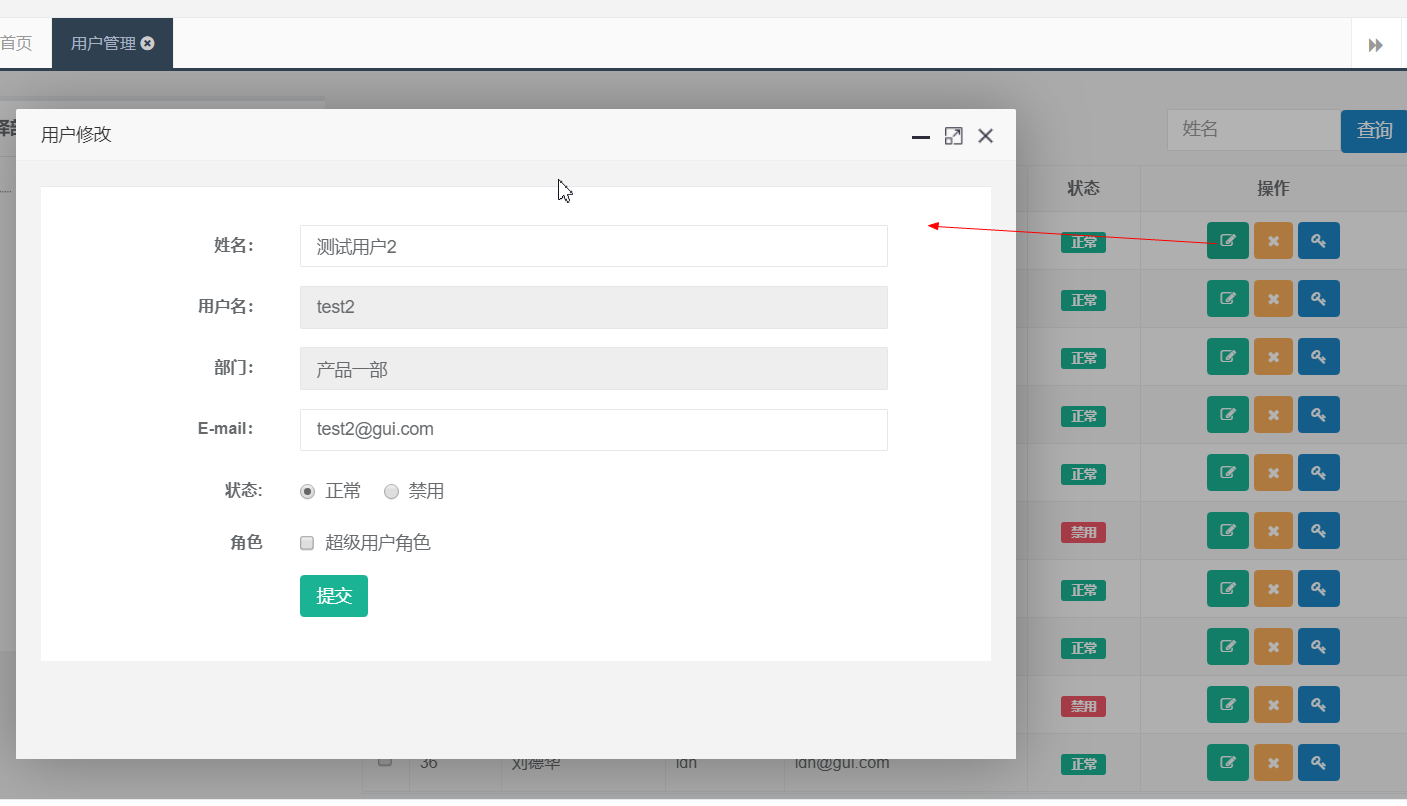 首页
用户管理
用户修改
姓名
查询
状态
操作
姓名： 测试用户2
用户名： test2
部门： 产品一部
E-mail： test2@gui.com
状态: 正常 禁用
角色 超级用户角色
提交
正常
正常
正常
正常
正常
禁用
正常
正常
禁用
36 刘德华 ldh ldh@gui.com 正常